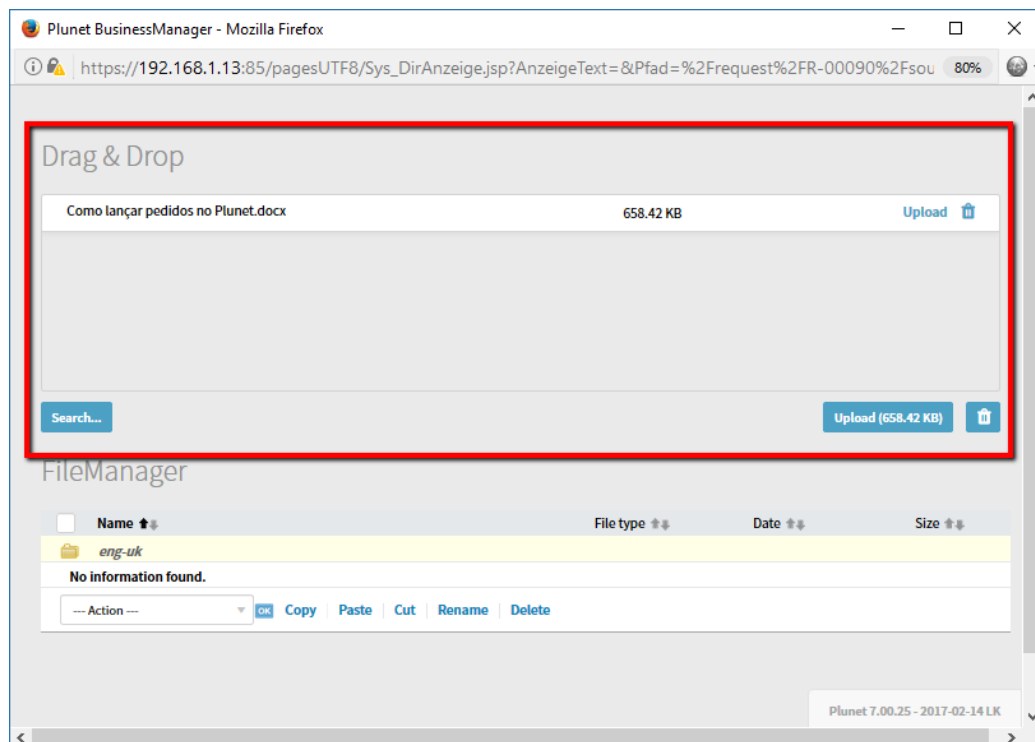 Plunet BusinessManager - Mozilla Firefox
https://192.168.1.13:85/pagesUTF8/Sys_DirAnzeige.jsp?AnzeigeText=&Pfad=%2Frequest%2FR-00090%2Fsou 80%
Drag & Drop
Como lançar pedidos no Plunet.docx 658.42 KB Upload
Search... Upload (658.42 KB)
FileManager
Name File type Date Size
eng-uk
No information found.
--- Action --- OK Copy Paste Cut Rename Delete
Plunet 7.00.25 - 2017-02-14 LK